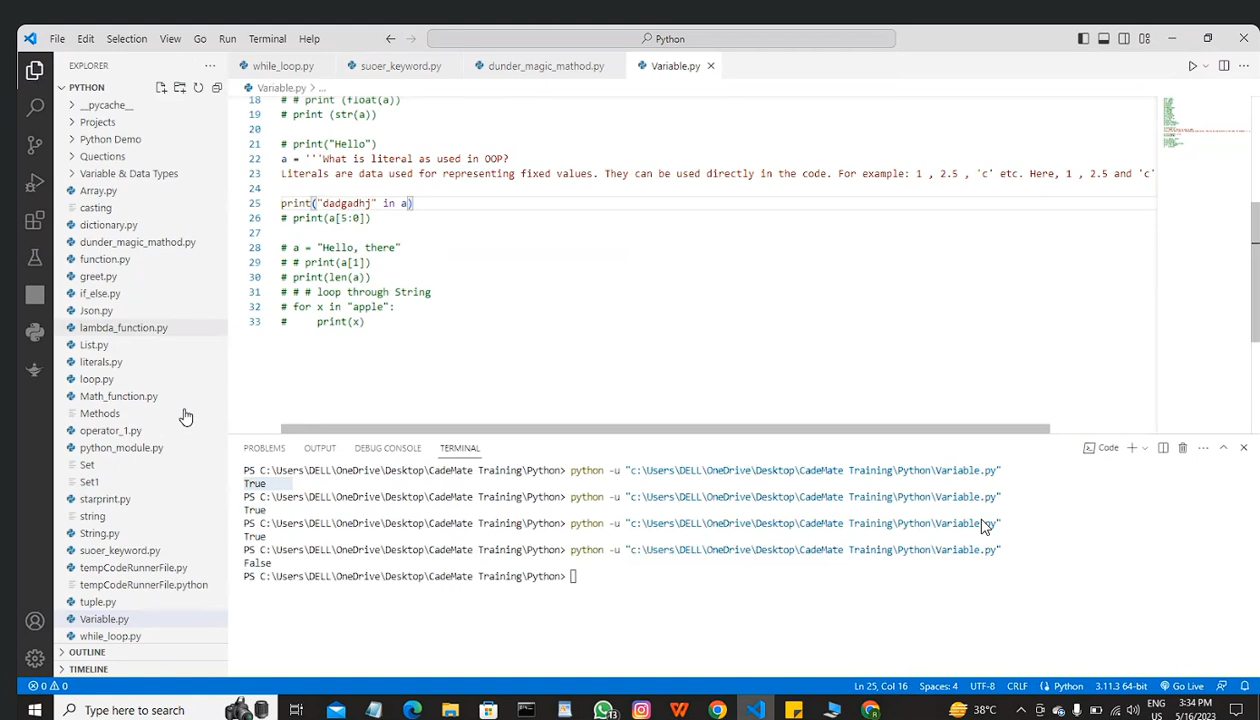 File Edit Selection View Go Run Terminal Help
Python
EXPLORER
while_loop.py
suoer_keyword.py
dunder_magic_mathod.py
Variable.py
PYTHON
Variable.py > ...
__pycache__
Projects
Python Demo
Questions
Variable & Data Types
Array.py
casting
dictionary.py
dunder_magic_mathod.py
function.py
greet.py
if_else.py
Json.py
lambda_function.py
List.py
literals.py
loop.py
Math_function.py
Methods
operator_1.py
python_module.py
Set
Set1
starprint.py
string
String.py
suoer_keyword.py
tempCodeRunnerFile.py
tempCodeRunnerFile.python
tuple.py
Variable.py
while_loop.py
OUTLINE
TIMELINE
18 # # print (float(a))
19 # print (str(a))
20
21 # print("Hello")
22 a = '''What is literal as used in OOP?
23 Literals are data used for representing fixed values. They can be used directly in the code. For example: 1 , 2.5 , 'c' etc. Here, 1 , 2.5 and 'c'
24
25 print("dadgadhj" in a)
26 # print(a[5:0])
28 # a = "Hello, there"
29 # # print(a[1])
30 # print(len(a))
31 # # # loop through String
32 # for x in "apple":
33 #     print(x)
PROBLEMS OUTPUT DEBUG CONSOLE TERMINAL
Code
PS C:\Users\DELL\OneDrive\Desktop\CadeMate Training\Python> python -u "c:\Users\DELL\OneDrive\Desktop\CadeMate Training\Python\Variable.py"
True
PS C:\Users\DELL\OneDrive\Desktop\CadeMate Training\Python> python -u "c:\Users\DELL\OneDrive\Desktop\CadeMate Training\Python\Variable.py"
True
PS C:\Users\DELL\OneDrive\Desktop\CadeMate Training\Python> python -u "c:\Users\DELL\OneDrive\Desktop\CadeMate Training\Python\Variable.py"
True
PS C:\Users\DELL\OneDrive\Desktop\CadeMate Training\Python> python -u "c:\Users\DELL\OneDrive\Desktop\CadeMate Training\Python\Variable.py"
False
PS C:\Users\DELL\OneDrive\Desktop\CadeMate Training\Python>
0 0
Ln 25, Col 16 Spaces: 4 UTF-8 CRLF Python 3.11.3 64-bit Go Live
Type here to search
13
38°C
ENG
3:34 PM
5/16/2023